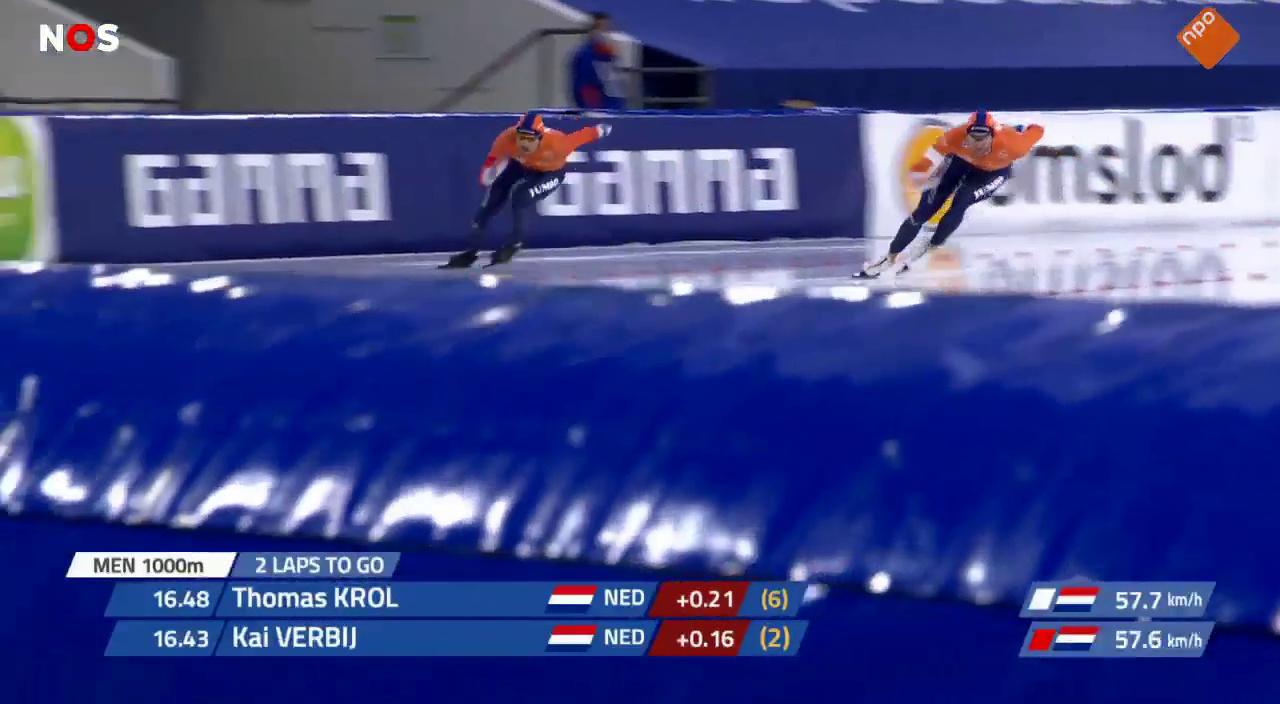 NOS
npo
GAMMA GAMMA
JUMBO
JUMBO
MEN 1000m 2 LAPS TO GO
16.48 Thomas KROL NED +0.21 (6) 57.7 km/h
16.43 Kai VERBIJ NED +0.16 (2) 57.6 km/h